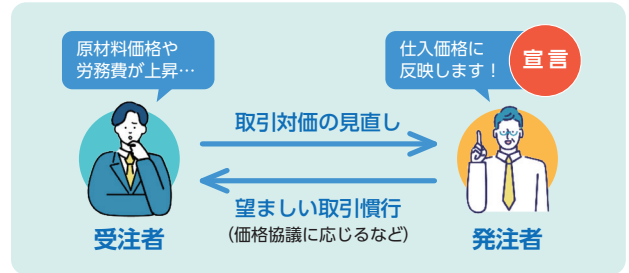 原材料価格や
労務費が上昇…
仕入価格に
反映します！
宣言
取引対価の見直し
望ましい取引慣行
（価格協議に応じるなど）
受注者
発注者